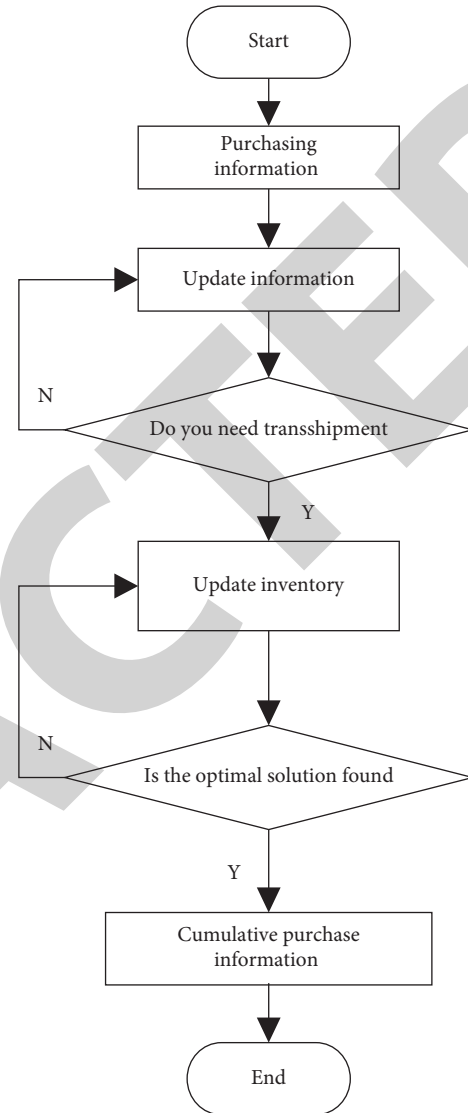 Start
Purchasing
information
Update information
N
Do you need transshipment
Y
Update inventory
N
Is the optimal solution found
Y
Cumulative purchase
information
End
ACTE